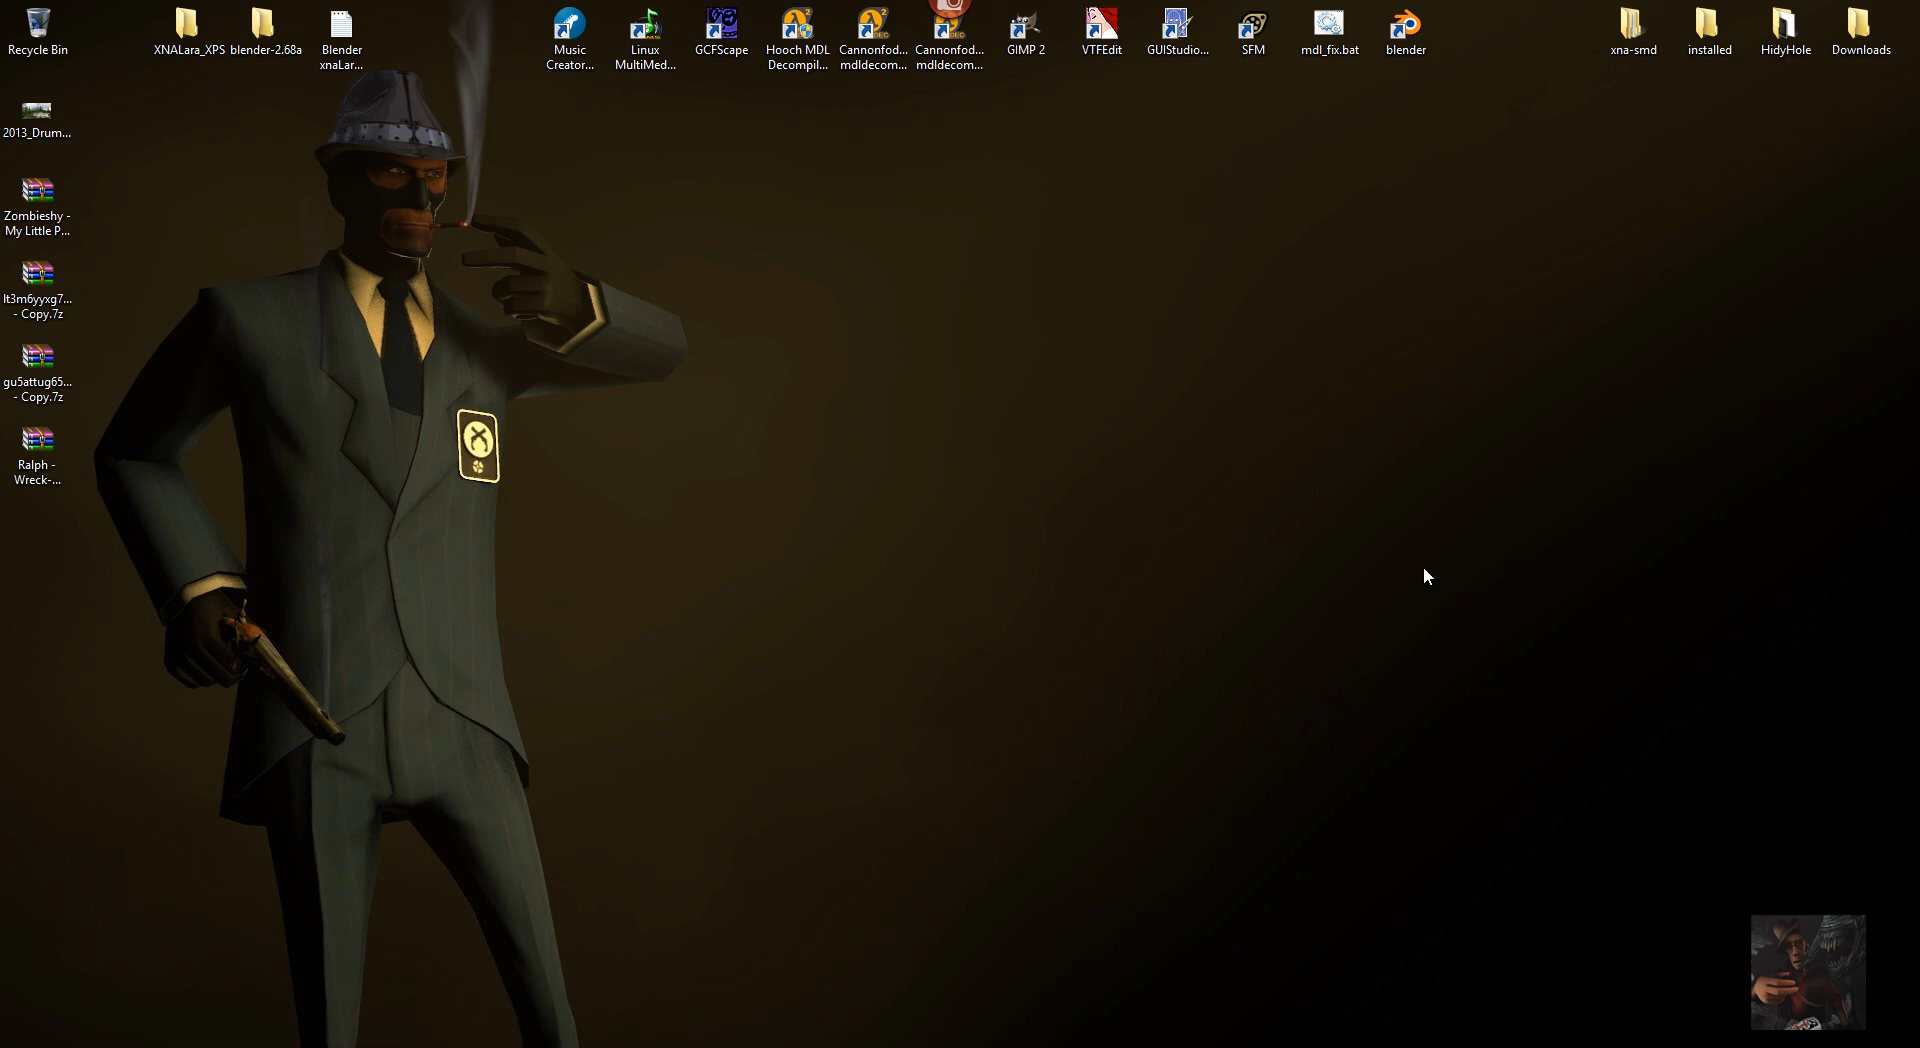 Recycle Bin
XNALara_XPS
blender-2.68a
Blender
xnaLar...
Music
Creator...
Linux
MultiMed...
GCFScape
Hooch MDL
Decompil...
Cannonfod...
mdldecom...
Cannonfod...
mdldecom...
GIMP 2
VTFEdit
GUIStudio...
SFM
mdl_fix.bat
blender
xna-smd
installed
HidyHole
Downloads
2013_Drum...
Zombieshy -
My Little P...
lt3m6yyxg7...
- Copy.7z
gu5attug65...
- Copy.7z
Ralph -
Wreck-...